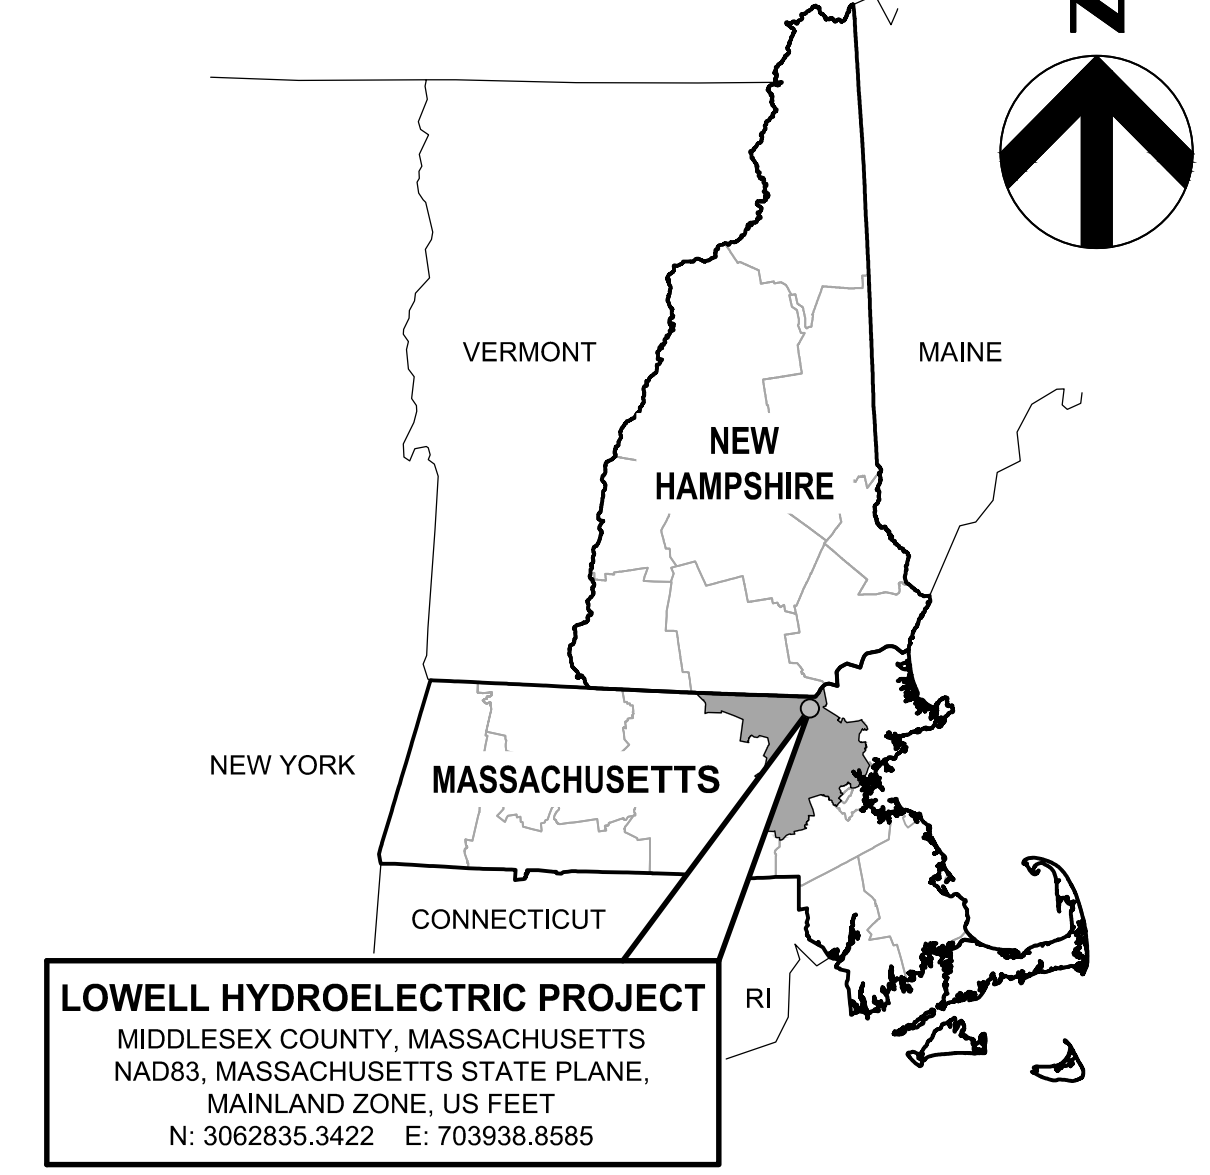 N
VERMONT
MAINE
NEW
HAMPSHIRE
NEW YORK
MASSACHUSETTS
CONNECTICUT
RI
LOWELL HYDROELECTRIC PROJECT
MIDDLESEX COUNTY, MASSACHUSETTS
NAD83, MASSACHUSETTS STATE PLANE,
MAINLAND ZONE, US FEET
N: 3062835.3422 E: 703938.8585